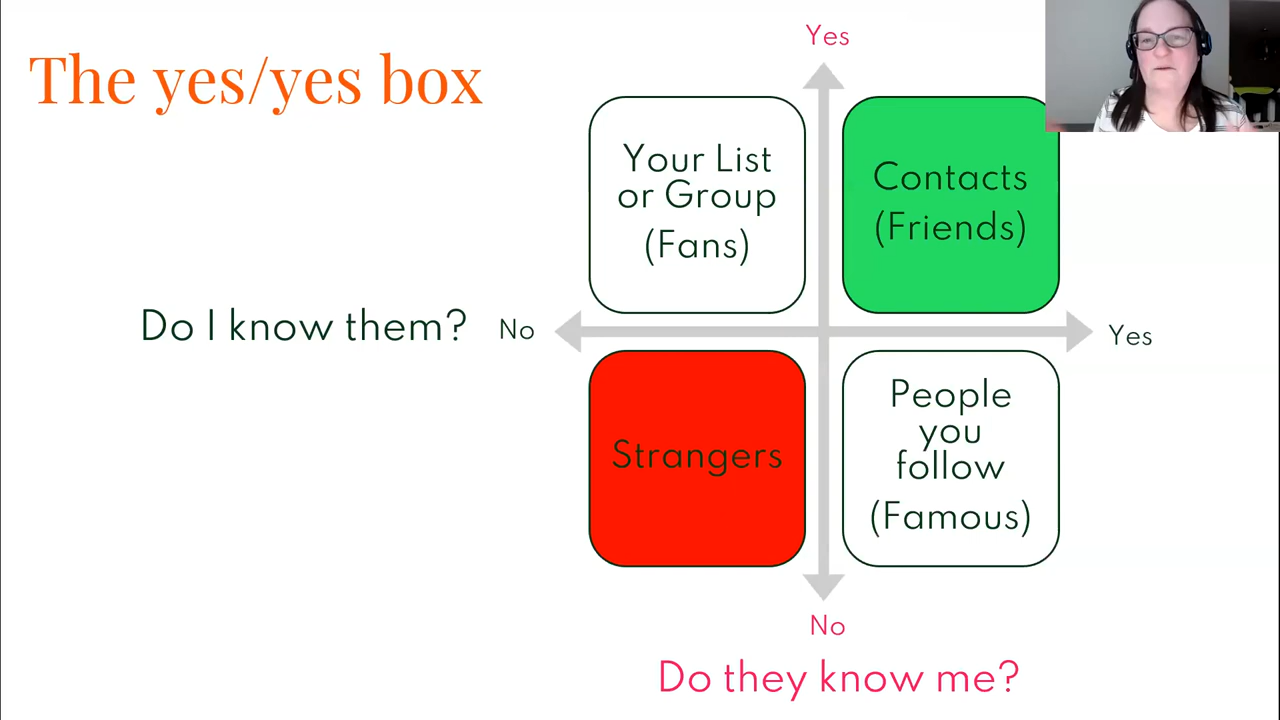 The yes/yes box
Yes
Your List
or Group
(Fans)
Contacts
(Friends)
Do I know them?
No
Yes
Strangers
People
you
follow
(Famous)
No
Do they know me?